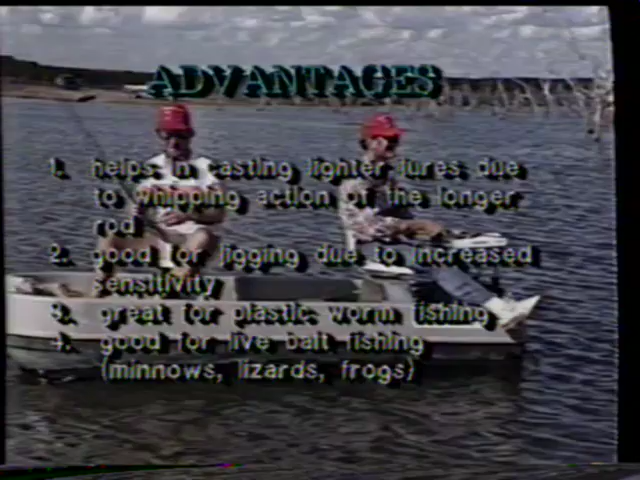 ADVANTAGES
1. helps in casting lighter lures due
to whipping action of the longer
rod
2. good for jigging due to increased
sensitivity
3. great for plastic worm fishing
4. good for live bait fishing
(minnows, lizards, frogs)